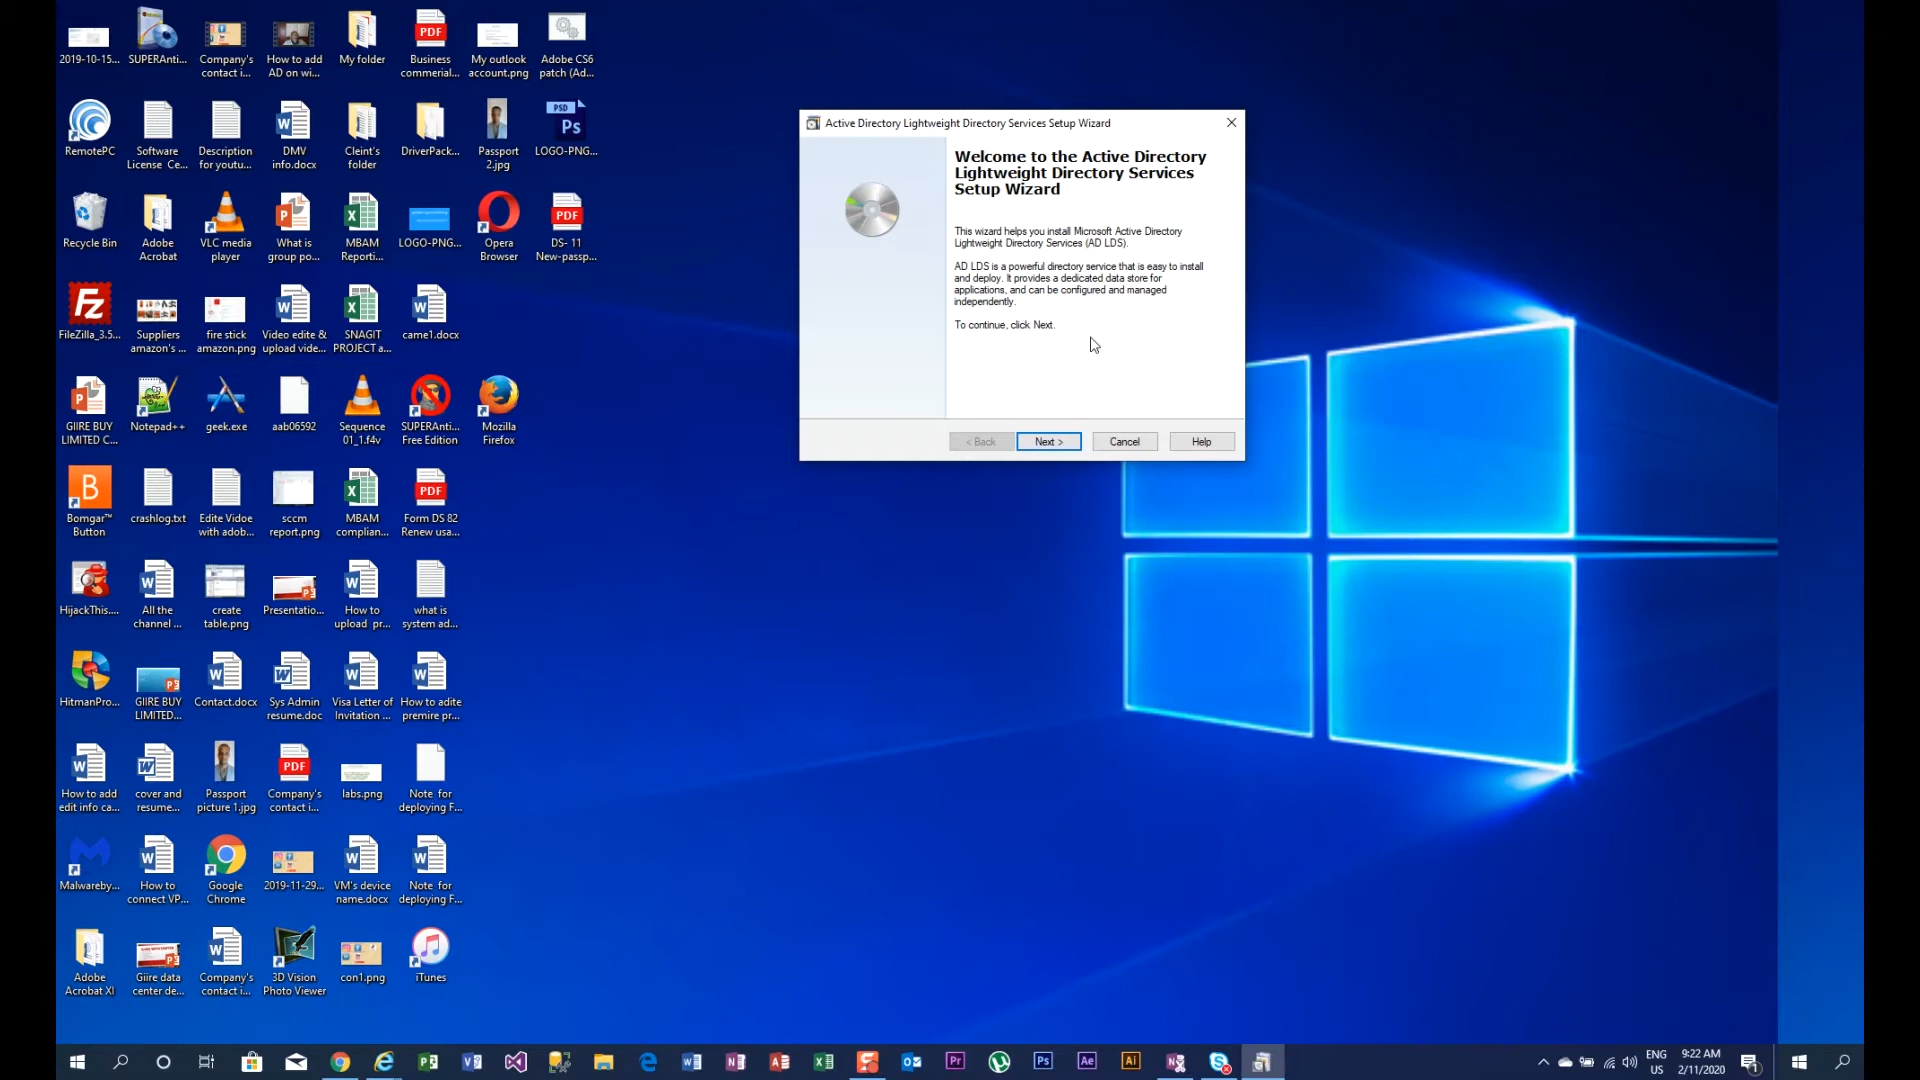 2019-10-15...
SUPERAnti...
Company's
contact i...
How to add
AD on wi...
My folder
PDF
Business
commerial...
My outlook
account.png
Adobe CS6
patch (Ad...
RemotePC
Software
License Ce...
Description
for youtu...
W
DMV
info.docx
Cleint's
folder
DriverPack...
Passport
2.jpg
PSD
Ps
LOGO-PNG...
Recycle Bin
Adobe
Acrobat
VLC media
player
P
What is
group po...
X
MBAM
Reporti...
LOGO-PNG...
Opera
Browser
PDF
DS- 11
New-passp...
Fz
FileZilla_3.5...
Suppliers
amazon's ...
fire stick
amazon.png
W
Video edite &
upload vide...
X
SNAGIT
PROJECT a...
W
came1.docx
P
GIIRE BUY
LIMITED C...
Notepad++
geek.exe
aab06592
Sequence
01_1.f4v
SUPERAnti...
Free Edition
Mozilla
Firefox
B
Bomgar™
Button
crashlog.txt
Edite Vidoe
with adob...
sccm
report.png
X
MBAM
complian...
PDF
Form DS 82
Renew usa...
HijackThis....
W
All the
channel ...
create
table.png
P
Presentatio...
W
How to
upload pr...
what is
system ad...
HitmanPro...
P
GIIRE BUY
LIMITED...
W
Contact.docx
W
Sys Admin
resume.doc
W
Visa Letter of
Invitation ...
W
How to adite
premire pr...
W
How to add
edit info ca...
W
cover and
resume...
Passport
picture 1.jpg
PDF
Company's
contact i...
labs.png
Note for
deploying F...
Malwareby...
W
How to
connect VP...
Google
Chrome
2019-11-29...
W
VM's device
name.docx
W
Note for
deploying F...
Adobe
Acrobat XI
P
Giire data
center de...
W
Company's
contact i...
3D Vision
Photo Viewer
con1.png
iTunes
Active Directory Lightweight Directory Services Setup Wizard
Welcome to the Active Directory
Lightweight Directory Services
Setup Wizard
This wizard helps you install Microsoft Active Directory
Lightweight Directory Services (AD LDS).
AD LDS is a powerful directory service that is easy to install
and deploy. It provides a dedicated data store for
applications, and can be configured and managed
independently.
To continue, click Next.
< Back
Next >
Cancel
Help
Pr
Ps
Ae
Ai
ENG
US
9:22 AM
2/11/2020
1